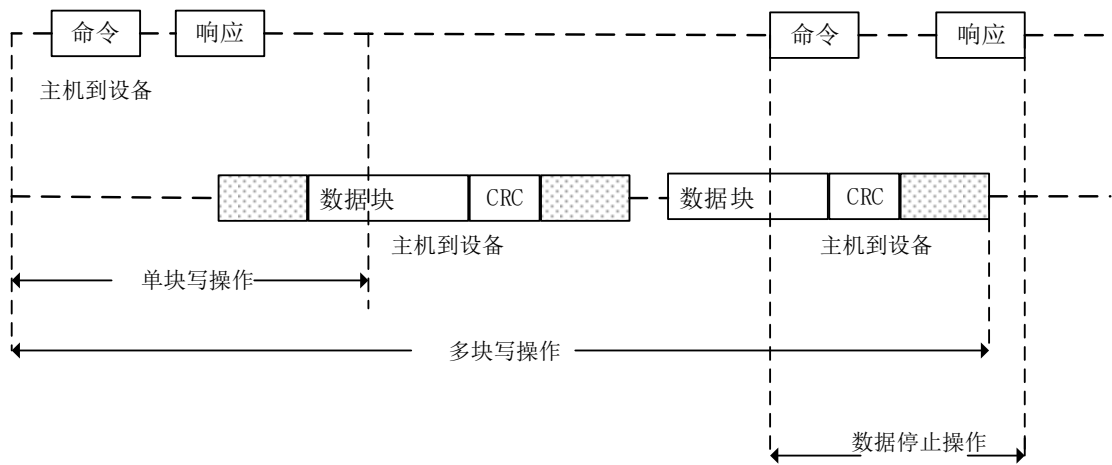 命令 响应 命令 响应
主机到设备
数据块 CRC 数据块 CRC
主机到设备 主机到设备
单块写操作
多块写操作
数据停止操作